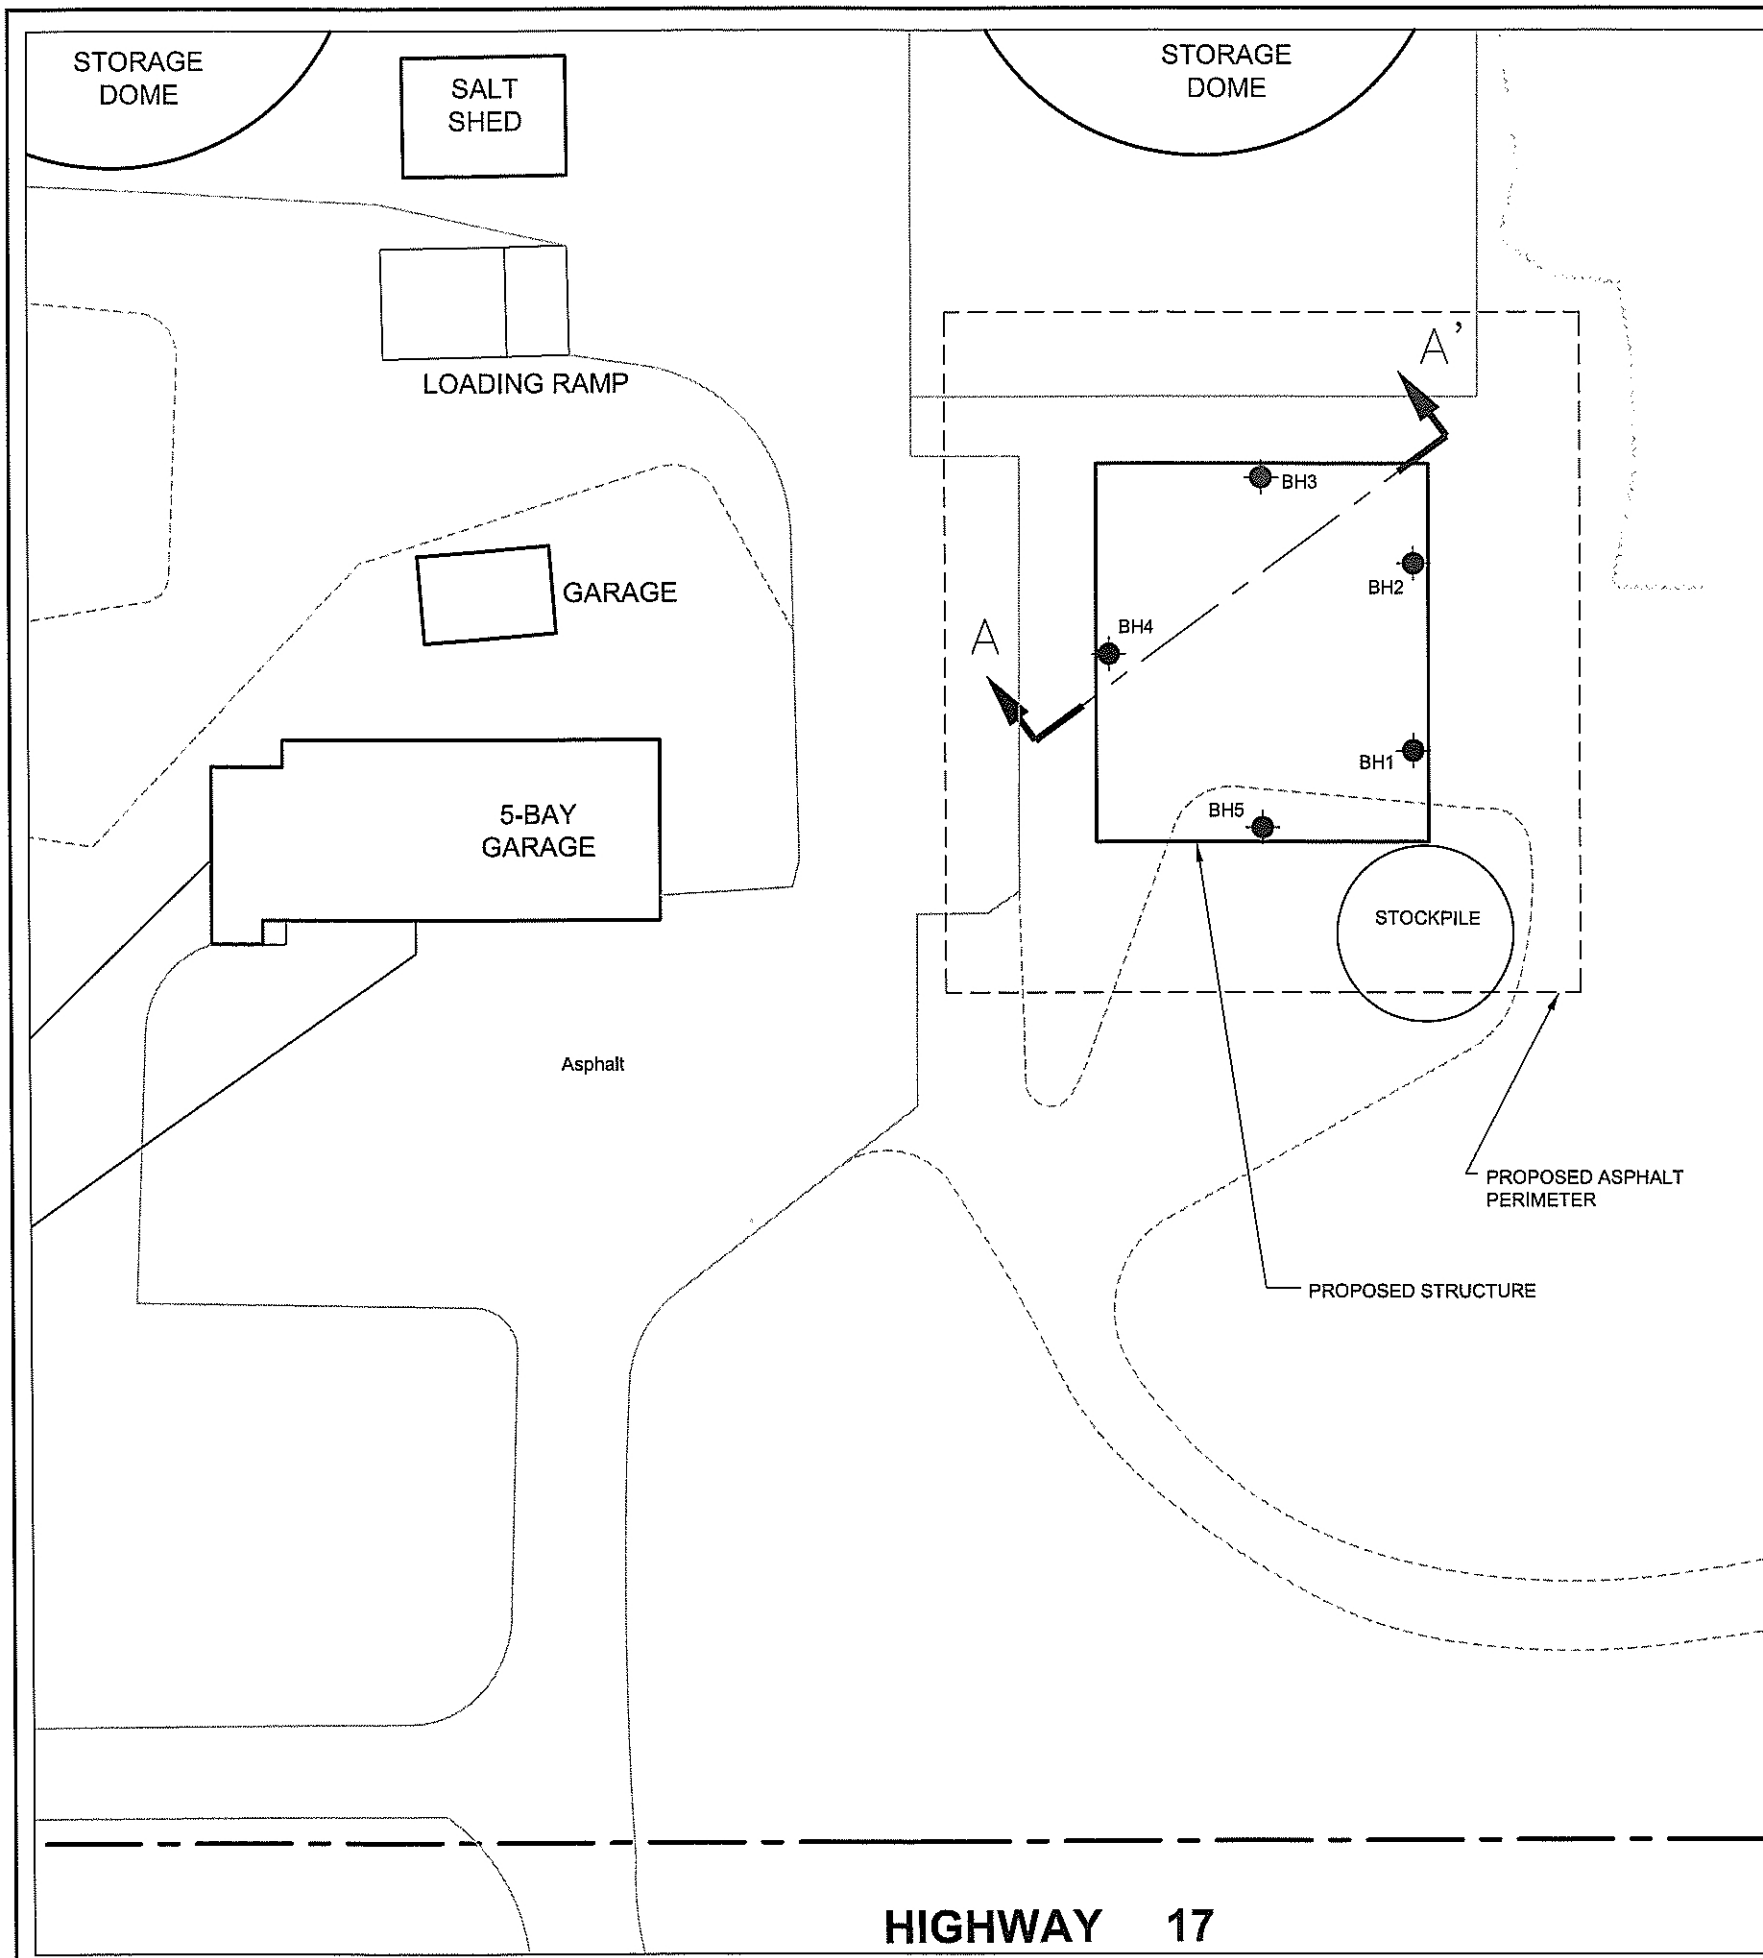 STORAGE
DOME
SALT
SHED
STORAGE
DOME
LOADING RAMP
A’
BH3
BH2
GARAGE
BH4
A
BH1
5-BAY
GARAGE
BH5
STOCKPILE
Asphalt
PROPOSED ASPHALT
PERIMETER
PROPOSED STRUCTURE
HIGHWAY 17